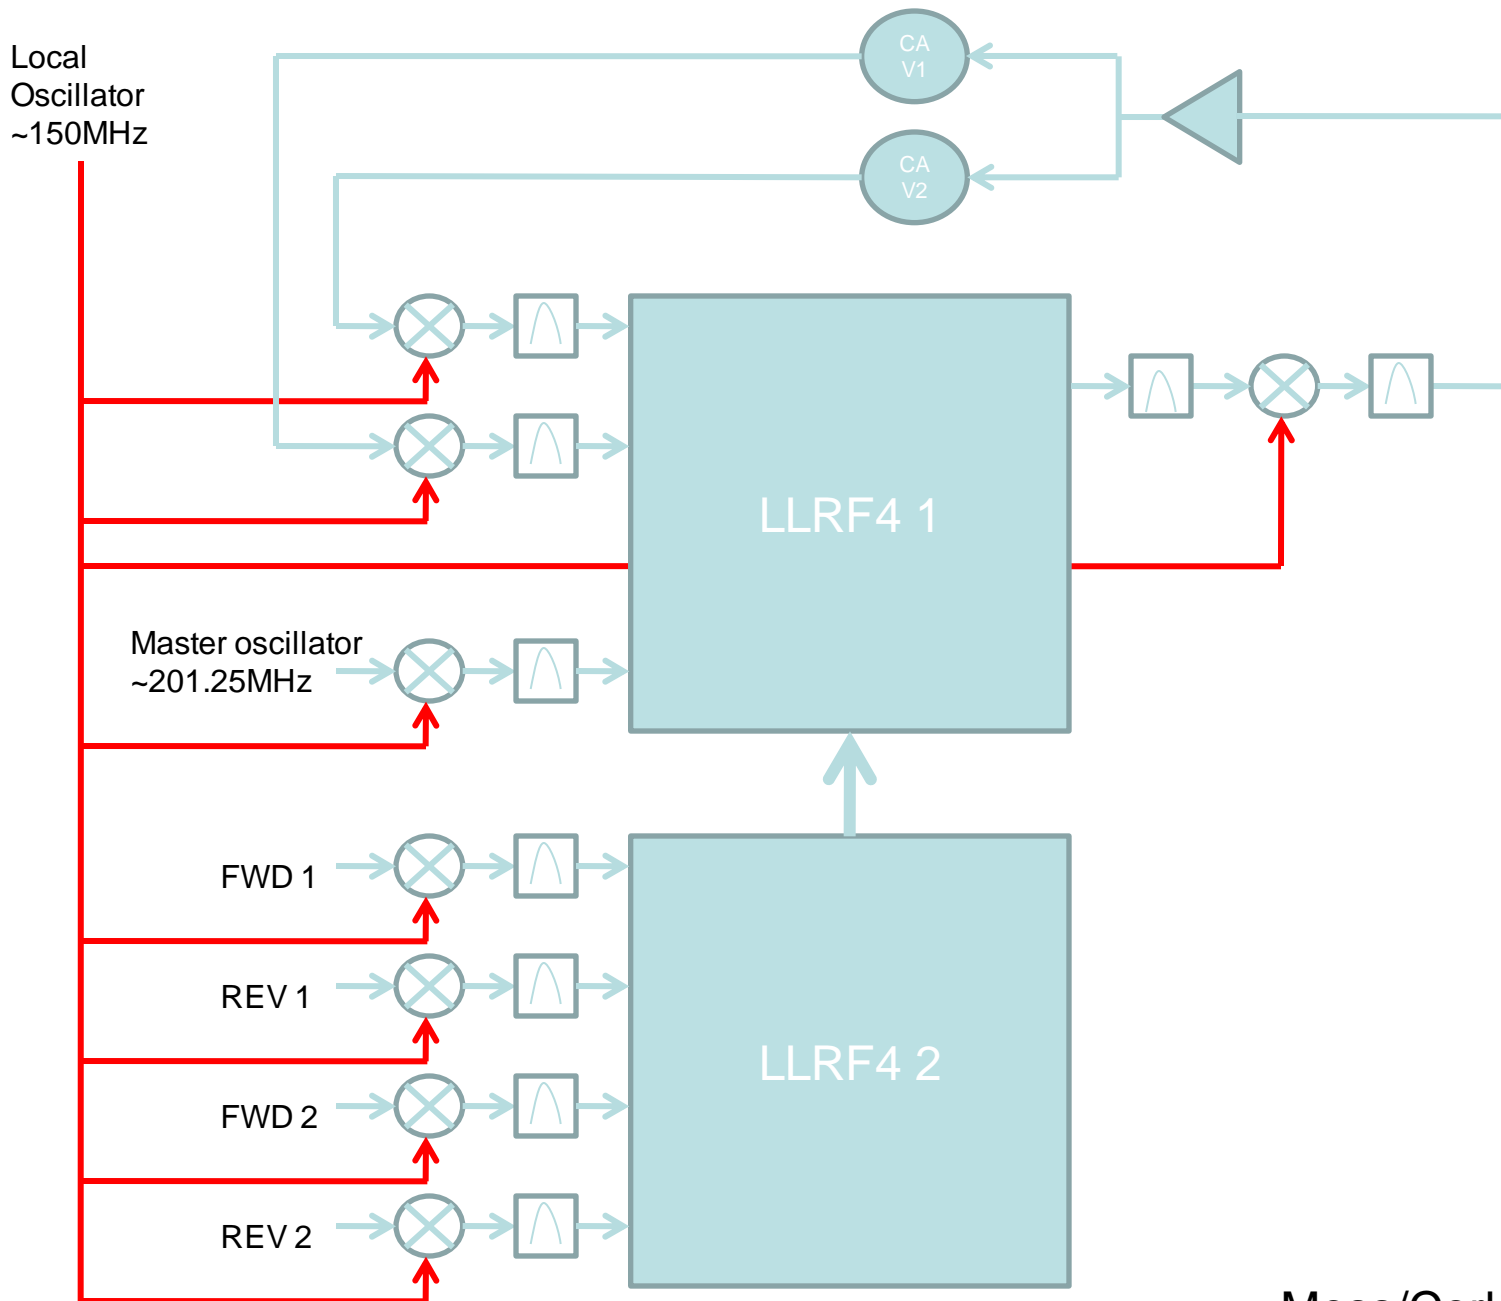 Local
Oscillator
~150MHz
CA
V1
CA
V2
LLRF4 1
Master oscillator
~201.25MHz
FWD 1
REV 1
LLRF4 2
FWD 2
REV 2